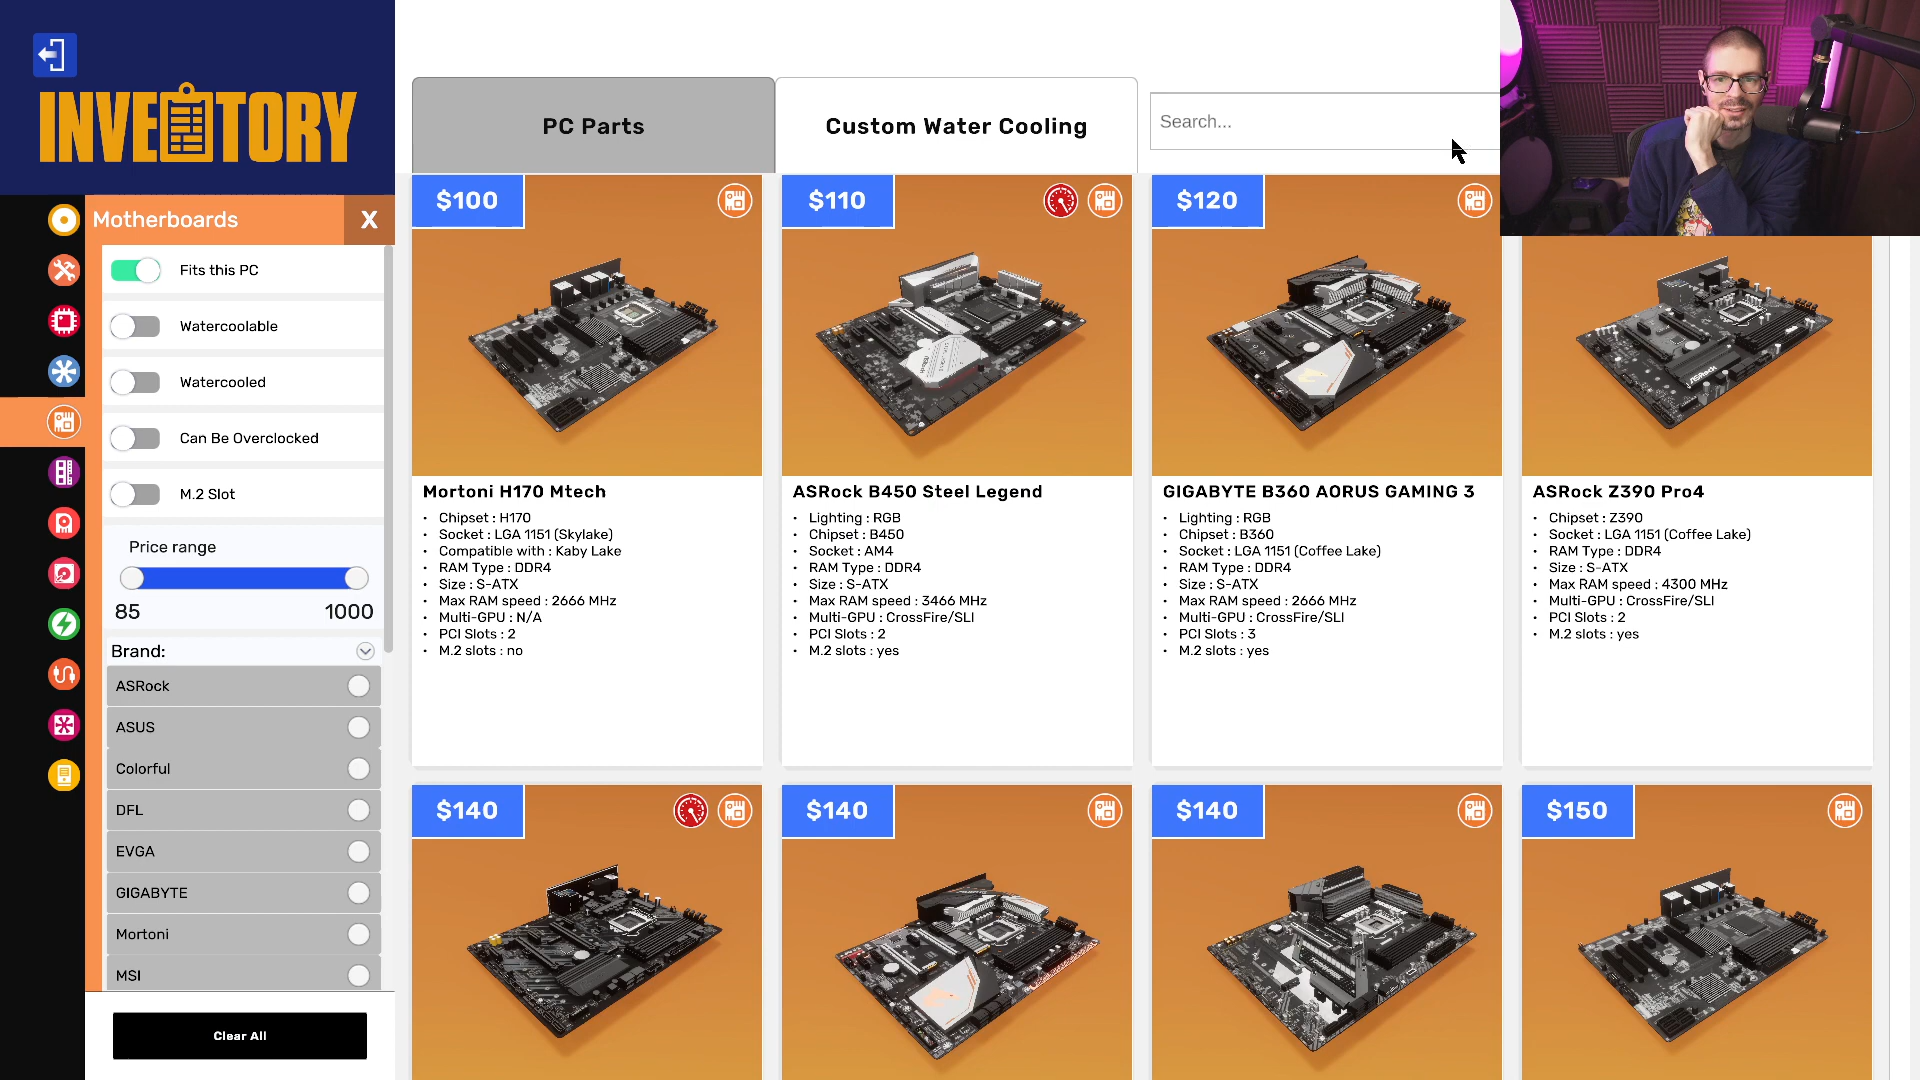 INVENTORY
PC Parts
Custom Water Cooling
Search...
Motherboards
X
Fits this PC
Watercoolable
Watercooled
Can Be Overclocked
M.2 Slot
Price range
85
1000
Brand:
ASRock
ASUS
Colorful
DFL
EVGA
GIGABYTE
Mortoni
MSI
Clear All
$100
Mortoni H170 Mtech
• Chipset : H170
• Socket : LGA 1151 (Skylake)
• Compatible with : Kaby Lake
• RAM Type : DDR4
• Size : S-ATX
• Max RAM speed : 2666 MHz
• Multi-GPU : N/A
• PCI Slots : 2
• M.2 slots : no
$110
ASRock B450 Steel Legend
• Lighting : RGB
• Chipset : B450
• Socket : AM4
• RAM Type : DDR4
• Size : S-ATX
• Max RAM speed : 3466 MHz
• Multi-GPU : CrossFire/SLI
• PCI Slots : 2
• M.2 slots : yes
$120
GIGABYTE B360 AORUS GAMING 3
• Lighting : RGB
• Chipset : B360
• Socket : LGA 1151 (Coffee Lake)
• RAM Type : DDR4
• Size : S-ATX
• Max RAM speed : 2666 MHz
• Multi-GPU : CrossFire/SLI
• PCI Slots : 3
• M.2 slots : yes
ASRock
ASRock Z390 Pro4
• Chipset : Z390
• Socket : LGA 1151 (Coffee Lake)
• RAM Type : DDR4
• Size : S-ATX
• Max RAM speed : 4300 MHz
• Multi-GPU : CrossFire/SLI
• PCI Slots : 2
• M.2 slots : yes
$140
$140
$140
$150